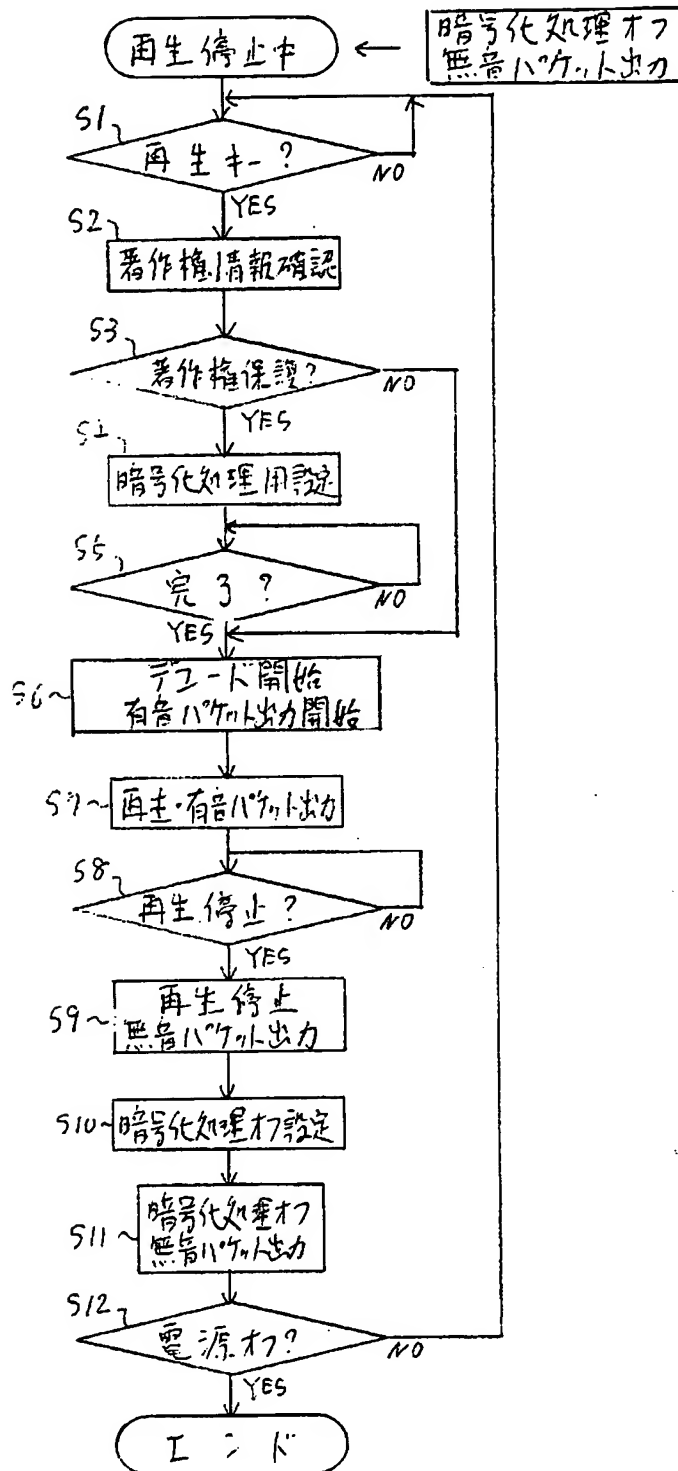 再生停止中
暗号化処理オフ
無音パケット出力
S1
再生キー?
NO
YES
S2
著作権情報確認
S3
著作権保護?
NO
YES
S4
暗号化処理用設定
S5
完了?
NO
YES
S6
デコード開始
有音パケット出力開始
S7
再生・有音パケット出力
S8
再生停止?
NO
YES
S9
再生停止
無音パケット出力
S10
暗号化処理オフ設定
S11
暗号化処理オフ
無音パケット出力
S12
電源オフ?
NO
YES
エンド